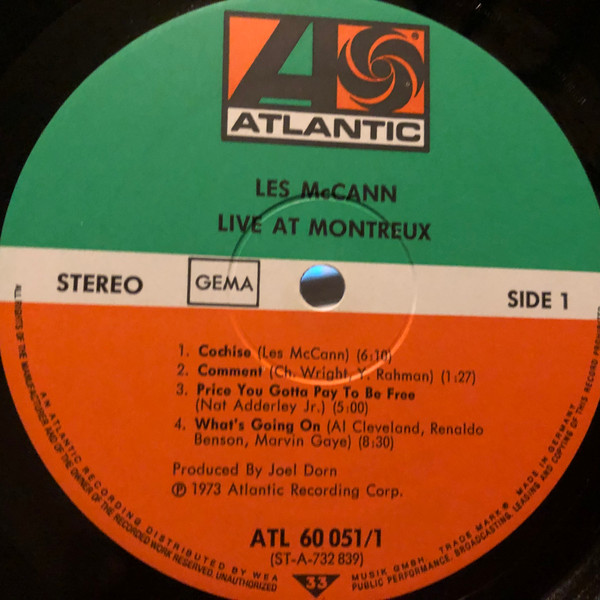 ATLANTIC
LES McCANN
LIVE AT MONTREUX
STEREO GEMA SIDE 1
1. Cochise (Les McCann) (6:10)
2. Comment (Ch. Wright, Y. Rahman) (1:27)
3. Price You Gotta Pay To Be Free
(Nat Adderley Jr.) (5:00)
4. What's Going On (Al Cleveland, Renaldo
Benson, Marvin Gaye) (8:30)
Produced By Joel Dorn
Ⓟ 1973 Atlantic Recording Corp.
ATL 60 051/1
(ST-A-732 839)
33
AN ATLANTIC RECORDING DISTRIBUTED BY WEA MUSIK GMBH. TRADE MARK® MADE IN GERMANY
ALL RIGHTS OF THE MANUFACTURER AND OF THE OWNER OF THE RECORDED WORK RESERVED. UNAUTHORIZED PUBLIC PERFORMANCE, BROADCASTING, LEASING AND COPYING OF THIS RECORD PROHIBITED